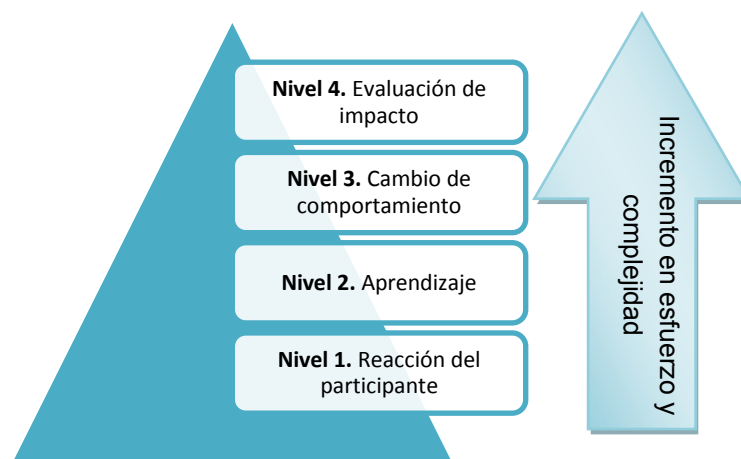 Nivel 4. Evaluación de
impacto
Nivel 3. Cambio de
comportamiento
Nivel 2. Aprendizaje
Nivel 1. Reacción del
participante
Incremento en esfuerzo y
complejidad